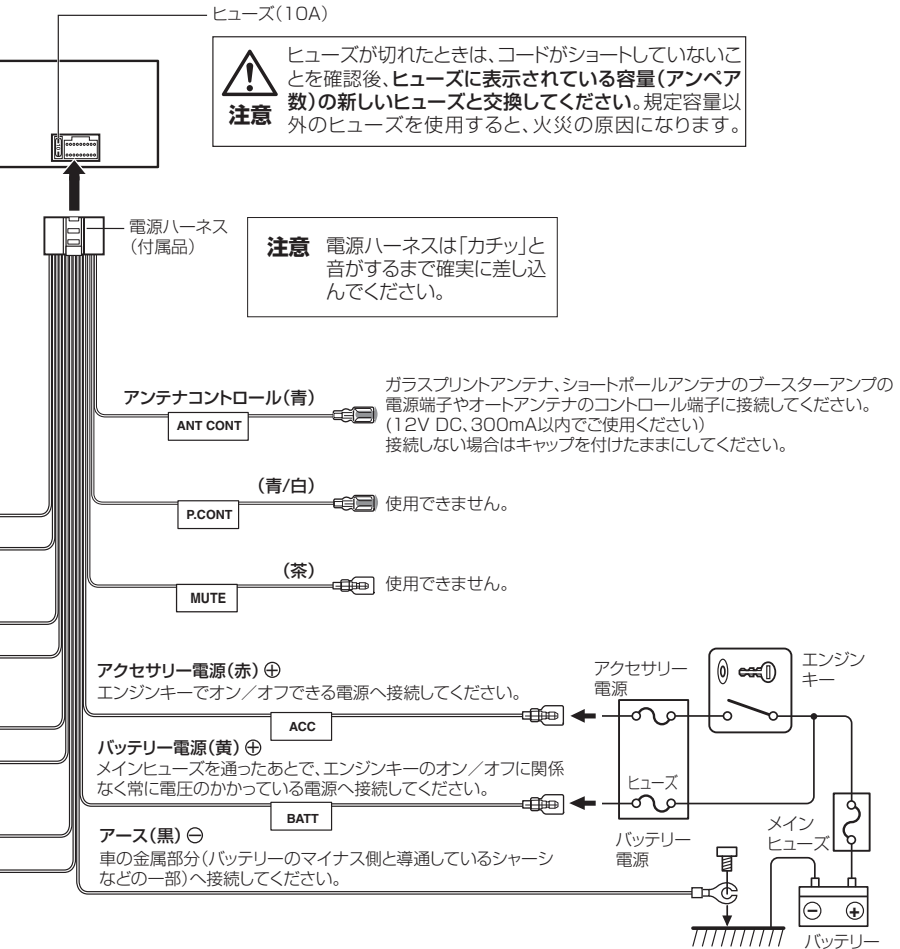 ヒューズ(10A)
注意
ヒューズが切れたときは、コードがショートしていないこ
とを確認後、ヒューズに表示されている容量(アンペア
数)の新しいヒューズと交換してください。規定容量以
外のヒューズを使用すると、火災の原因になります。
電源ハーネス
(付属品)
注意 電源ハーネスは「カチッ」と
音がするまで確実に差し込
んでください。
アンテナコントロール(青)
ANT CONT
ガラスプリントアンテナ、ショートポールアンテナのブースターアンプの
電源端子やオートアンテナのコントロール端子に接続してください。
(12V DC、300mA以内でご使用ください)
接続しない場合はキャップを付けたままにしてください。
(青/白)
P.CONT
使用できません。
(茶)
MUTE
使用できません。
アクセサリー電源(赤)⊕
エンジンキーでオン/オフできる電源へ接続してください。
ACC
アクセサリー
電源
エンジン
キー
バッテリー電源(黄)⊕
メインヒューズを通ったあとで、エンジンキーのオン/オフに関係
なく常に電圧のかかっている電源へ接続してください。
BATT
ヒューズ
バッテリー
電源
メイン
ヒューズ
アース(黒)⊖
車の金属部分(バッテリーのマイナス側と導通しているシャーシ
などの一部)へ接続してください。
⊖ ⊕
バッテリー